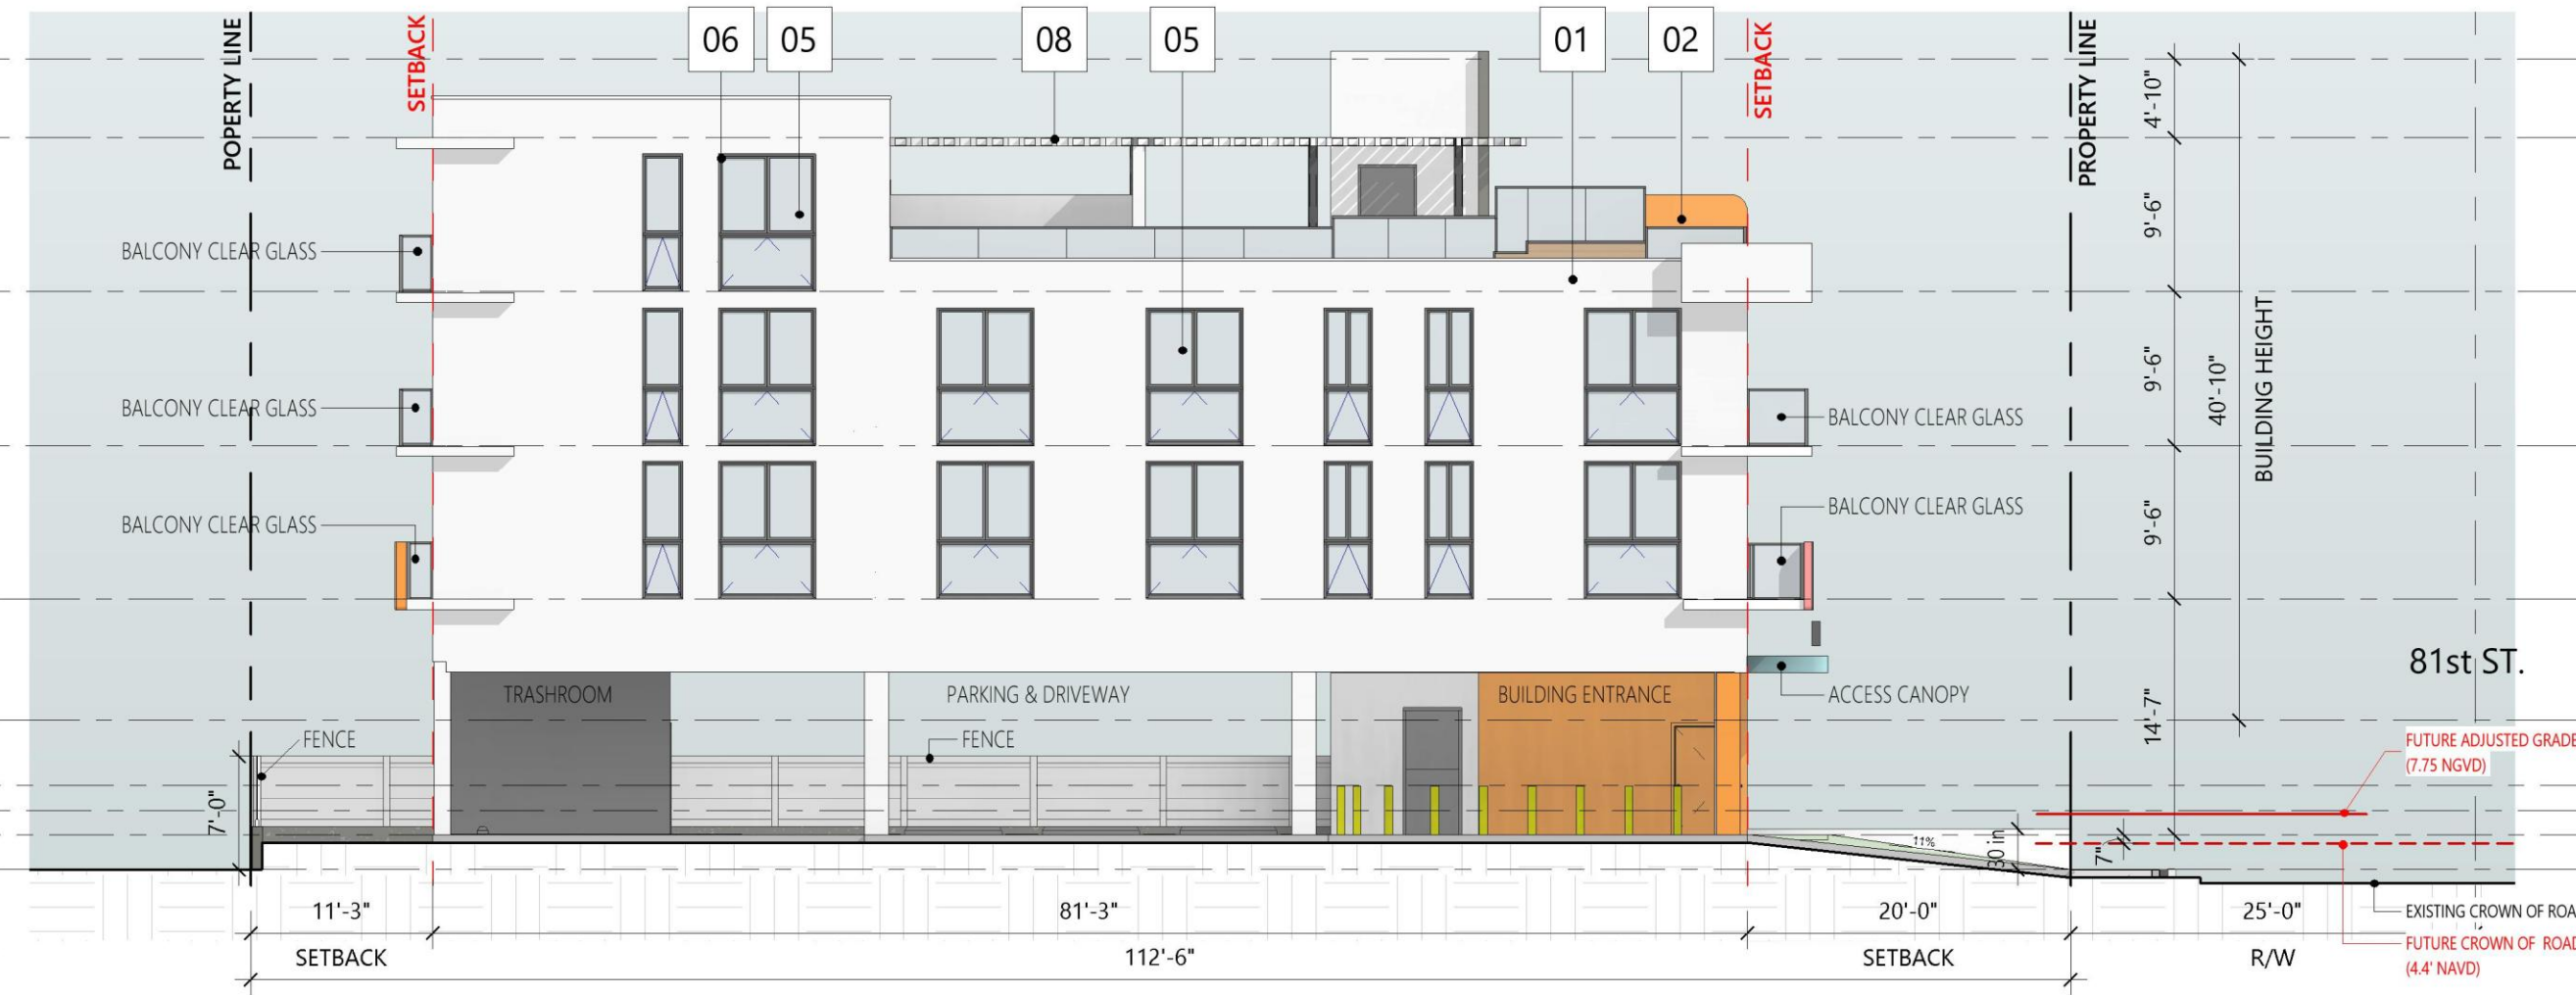 POPERTY LINE
SETBACK
06
05
08
05
01
02
SETBACK
PROPERTY LINE
4'-10"
9'-6"
9'-6"
9'-6"
14'-7"
40'-10"
BUILDING HEIGHT
BALCONY CLEAR GLASS
BALCONY CLEAR GLASS
BALCONY CLEAR GLASS
BALCONY CLEAR GLASS
BALCONY CLEAR GLASS
81st ST.
TRASHROOM
PARKING & DRIVEWAY
BUILDING ENTRANCE
ACCESS CANOPY
FENCE
FENCE
FUTURE ADJUSTED GRADE
(7.75 NGVD)
7'-0"
11%
30 in
7"
11'-3"
81'-3"
20'-0"
25'-0"
EXISTING CROWN OF ROA
SETBACK
112'-6"
SETBACK
R/W
FUTURE CROWN OF ROAD
(4.4' NAVD)